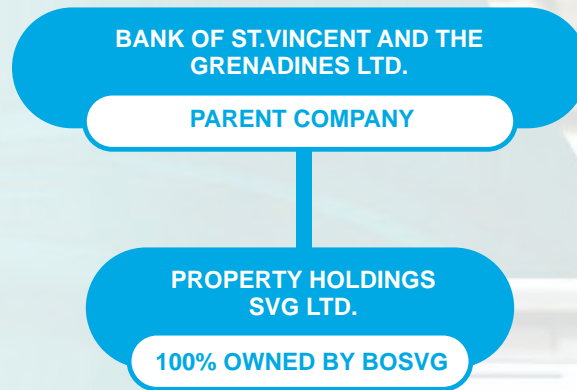 BANK OF ST.VINCENT AND THE
GRENADINES LTD.
PARENT COMPANY
PROPERTY HOLDINGS
SVG LTD.
100% OWNED BY BOSVG